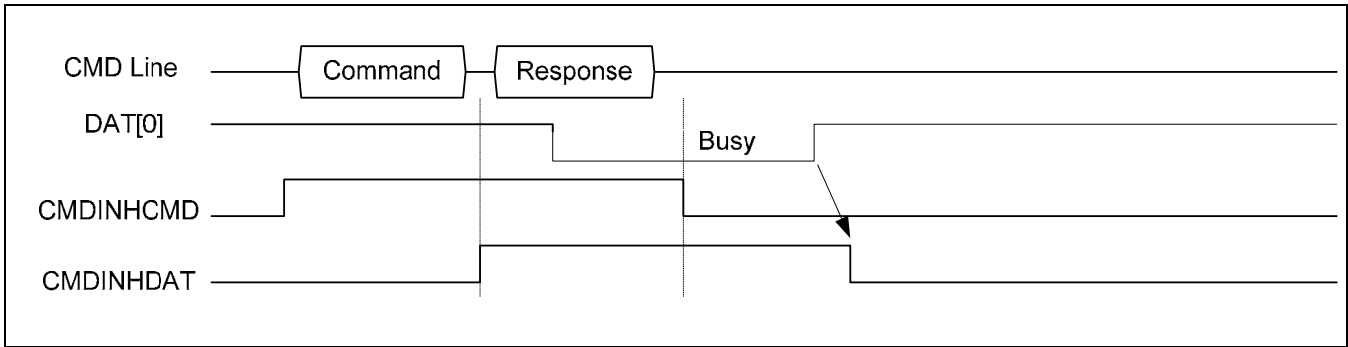 CMD Line
Command
Response
DAT[0]
Busy
CMDINHCMD
CMDINHDAT